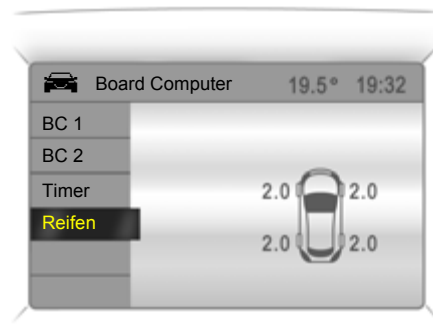 Board Computer 19.5° 19:32
BC 1
BC 2
Timer
Reifen
2.0 2.0
2.0 2.0